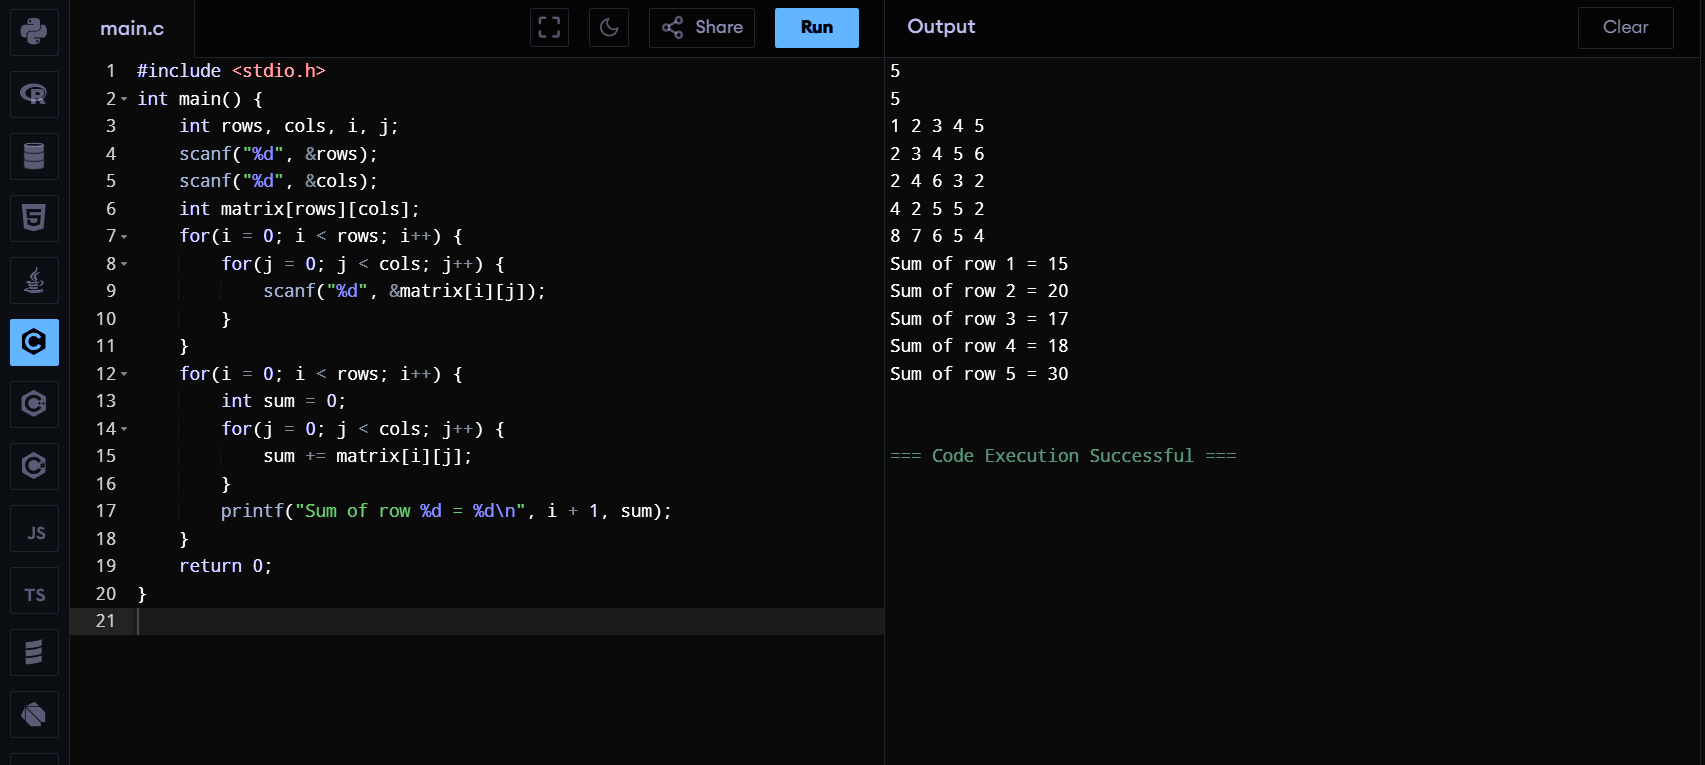 main.c
Share
Run
Output
Clear
1 #include <stdio.h>
2 int main() {
3     int rows, cols, i, j;
4     scanf("%d", &rows);
5     scanf("%d", &cols);
6     int matrix[rows][cols];
7     for(i = 0; i < rows; i++) {
8         for(j = 0; j < cols; j++) {
9             scanf("%d", &matrix[i][j]);
10         }
11     }
12     for(i = 0; i < rows; i++) {
13         int sum = 0;
14         for(j = 0; j < cols; j++) {
15             sum += matrix[i][j];
16         }
17         printf("Sum of row %d = %d\n", i + 1, sum);
18     }
19     return 0;
20 }
21
5
5
1 2 3 4 5
2 3 4 5 6
2 4 6 3 2
4 2 5 5 2
8 7 6 5 4
Sum of row 1 = 15
Sum of row 2 = 20
Sum of row 3 = 17
Sum of row 4 = 18
Sum of row 5 = 30
=== Code Execution Successful ===
R
5
C
C
C
JS
TS